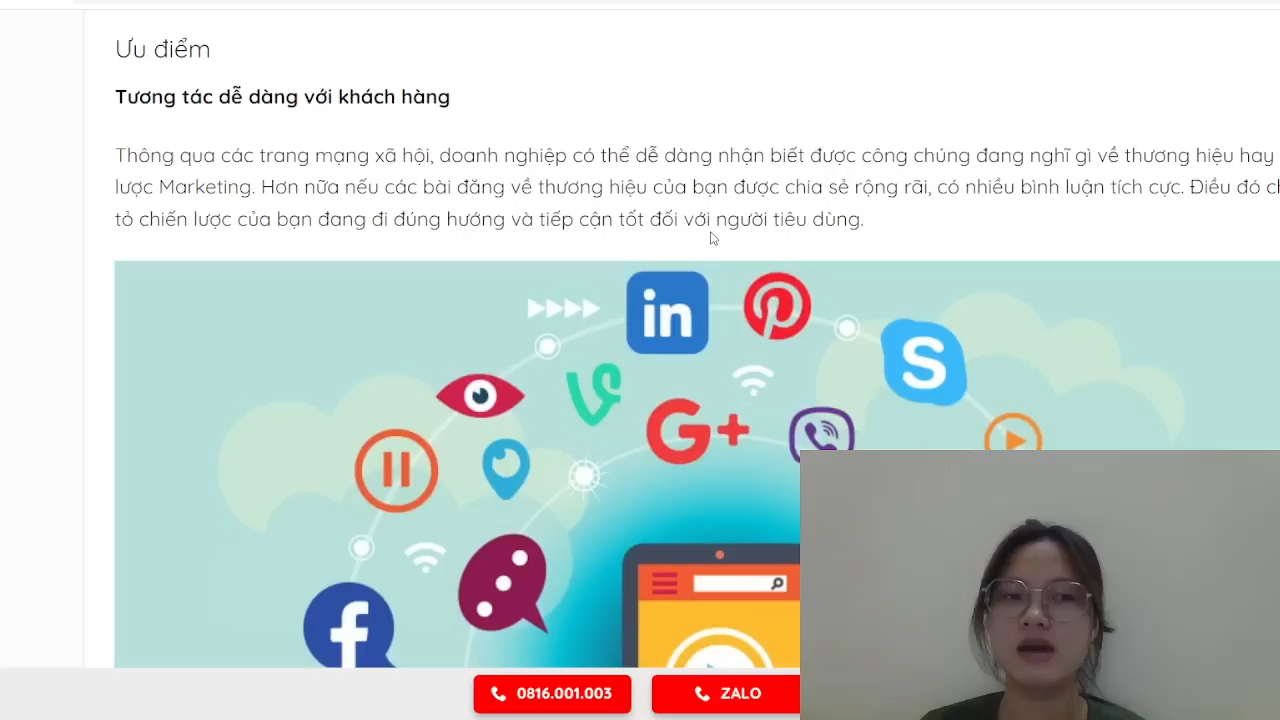 Ưu điểm
Tương tác dễ dàng với khách hàng
Thông qua các trang mạng xã hội, doanh nghiệp có thể dễ dàng nhận biết được công chúng đang nghĩ gì về thương hiệu hay
lược Marketing. Hơn nữa nếu các bài đăng về thương hiệu của bạn được chia sẻ rộng rãi, có nhiều bình luận tích cực. Điều đó
tỏ chiến lược của bạn đang đi đúng hướng và tiếp cận tốt đối với người tiêu dùng.
in
S
G+
f
0816.001.003
ZALO